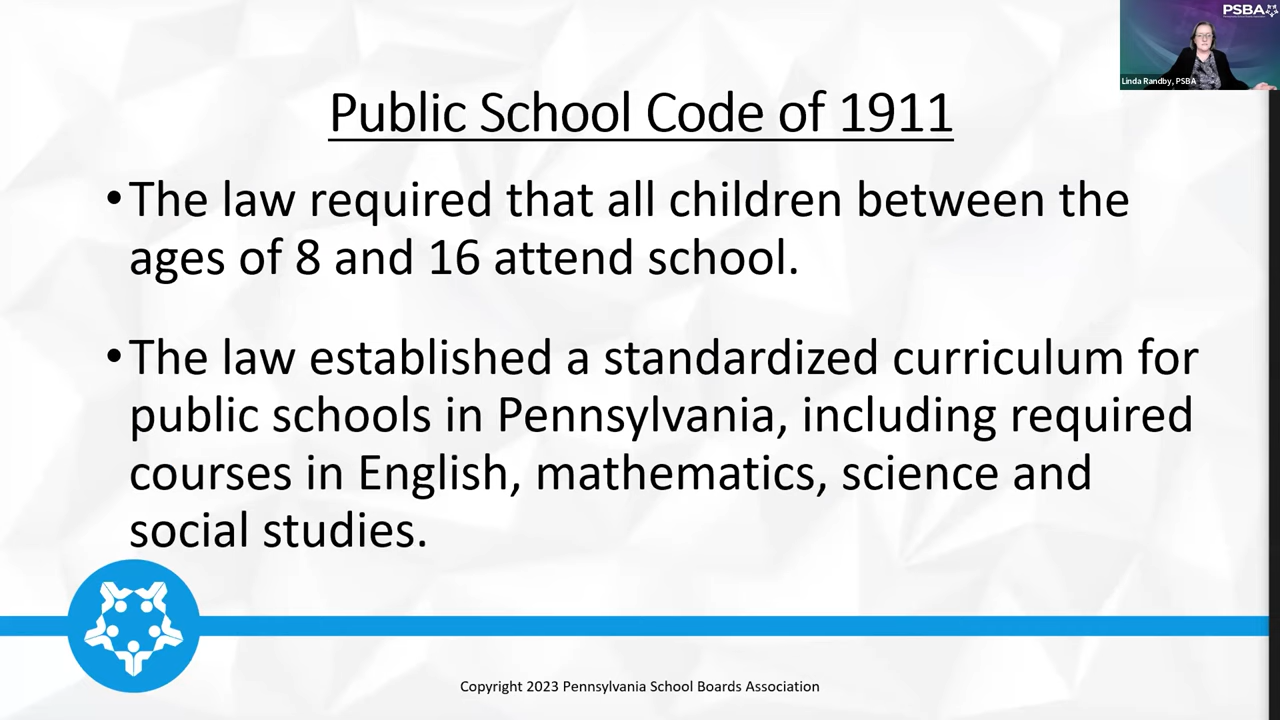 PSBA
Linda Randby, PSBA
Public School Code of 1911
•The law required that all children between the
ages of 8 and 16 attend school.
•The law established a standardized curriculum for
public schools in Pennsylvania, including required
courses in English, mathematics, science and
social studies.
Copyright 2023 Pennsylvania School Boards Association